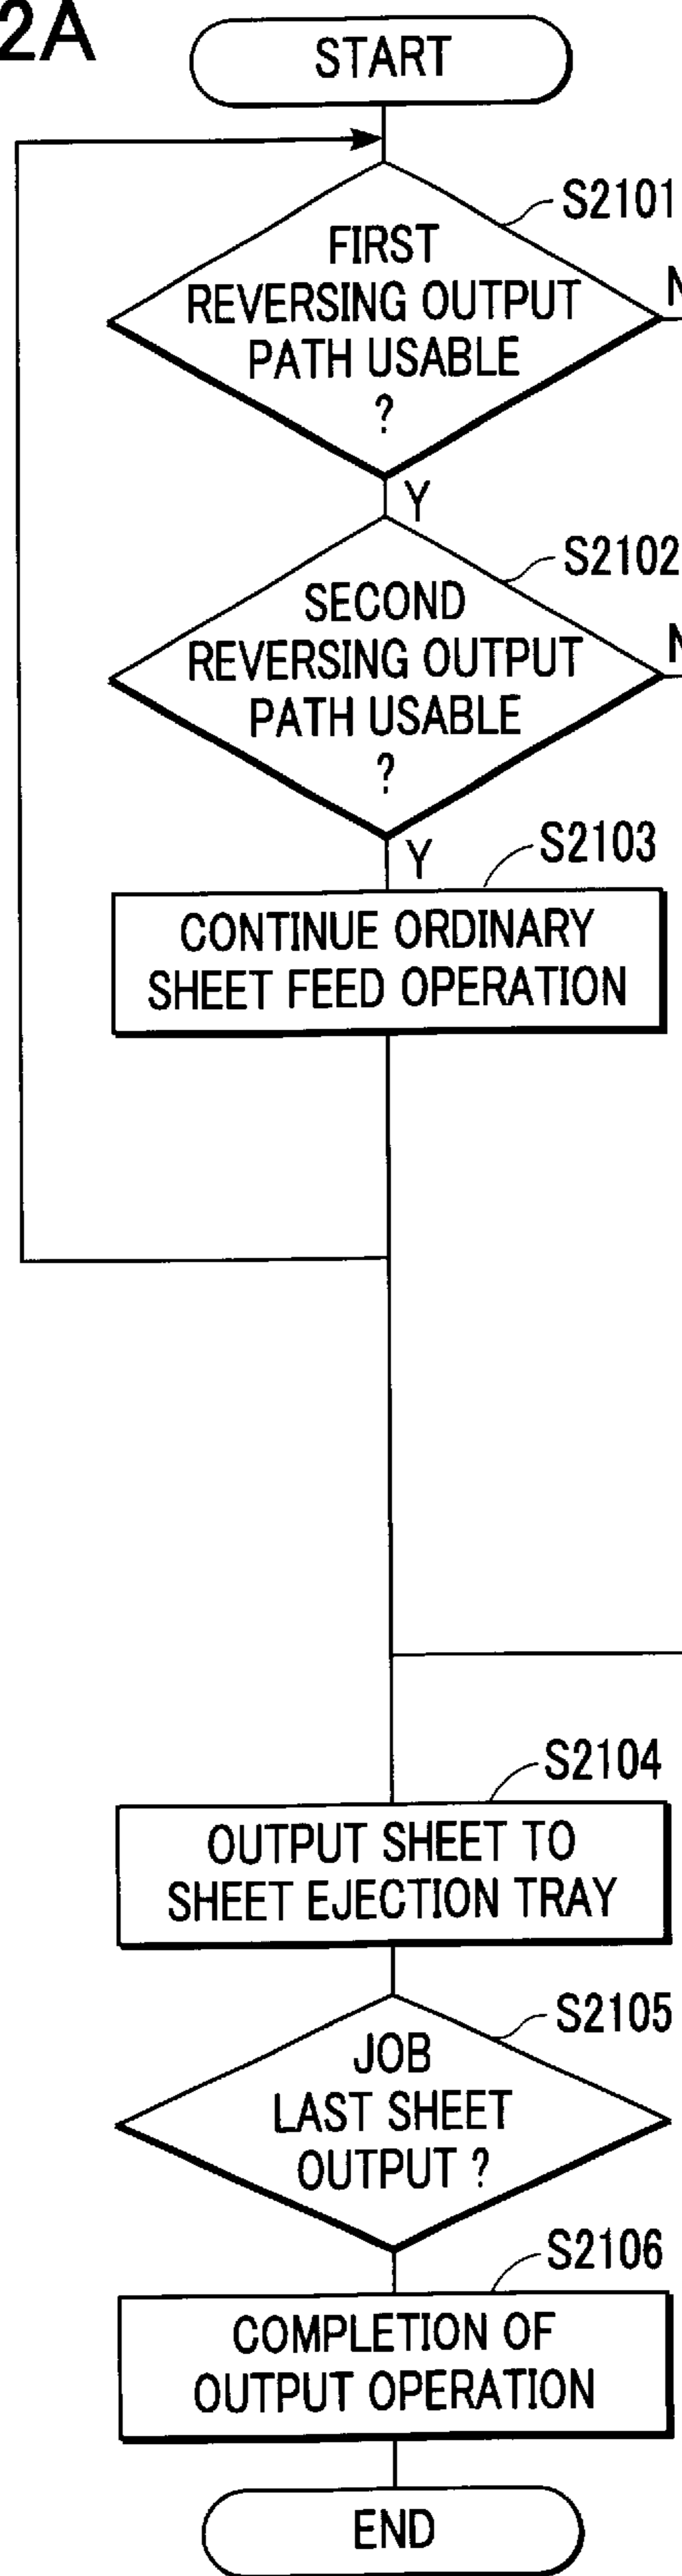 2A
START
S2101
FIRST
REVERSING OUTPUT
PATH USABLE
?
N
Y
S2102
SECOND
REVERSING OUTPUT
PATH USABLE
?
N
Y
S2103
CONTINUE ORDINARY
SHEET FEED OPERATION
S2104
OUTPUT SHEET TO
SHEET EJECTION TRAY
S2105
JOB
LAST SHEET
OUTPUT ?
S2106
COMPLETION OF
OUTPUT OPERATION
END